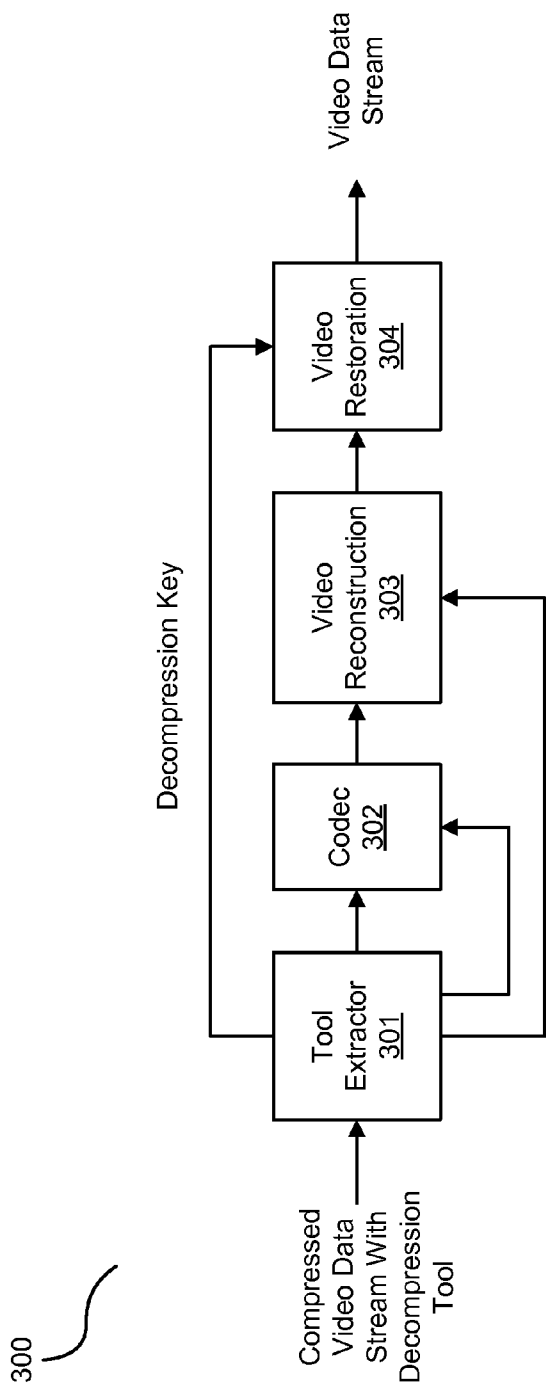 300
Decompression Key
Compressed
Video Data
Stream With
Decompression
Tool
Tool
Extractor
301
Codec
302
Video
Reconstruction
303
Video
Restoration
304
Video Data
Stream